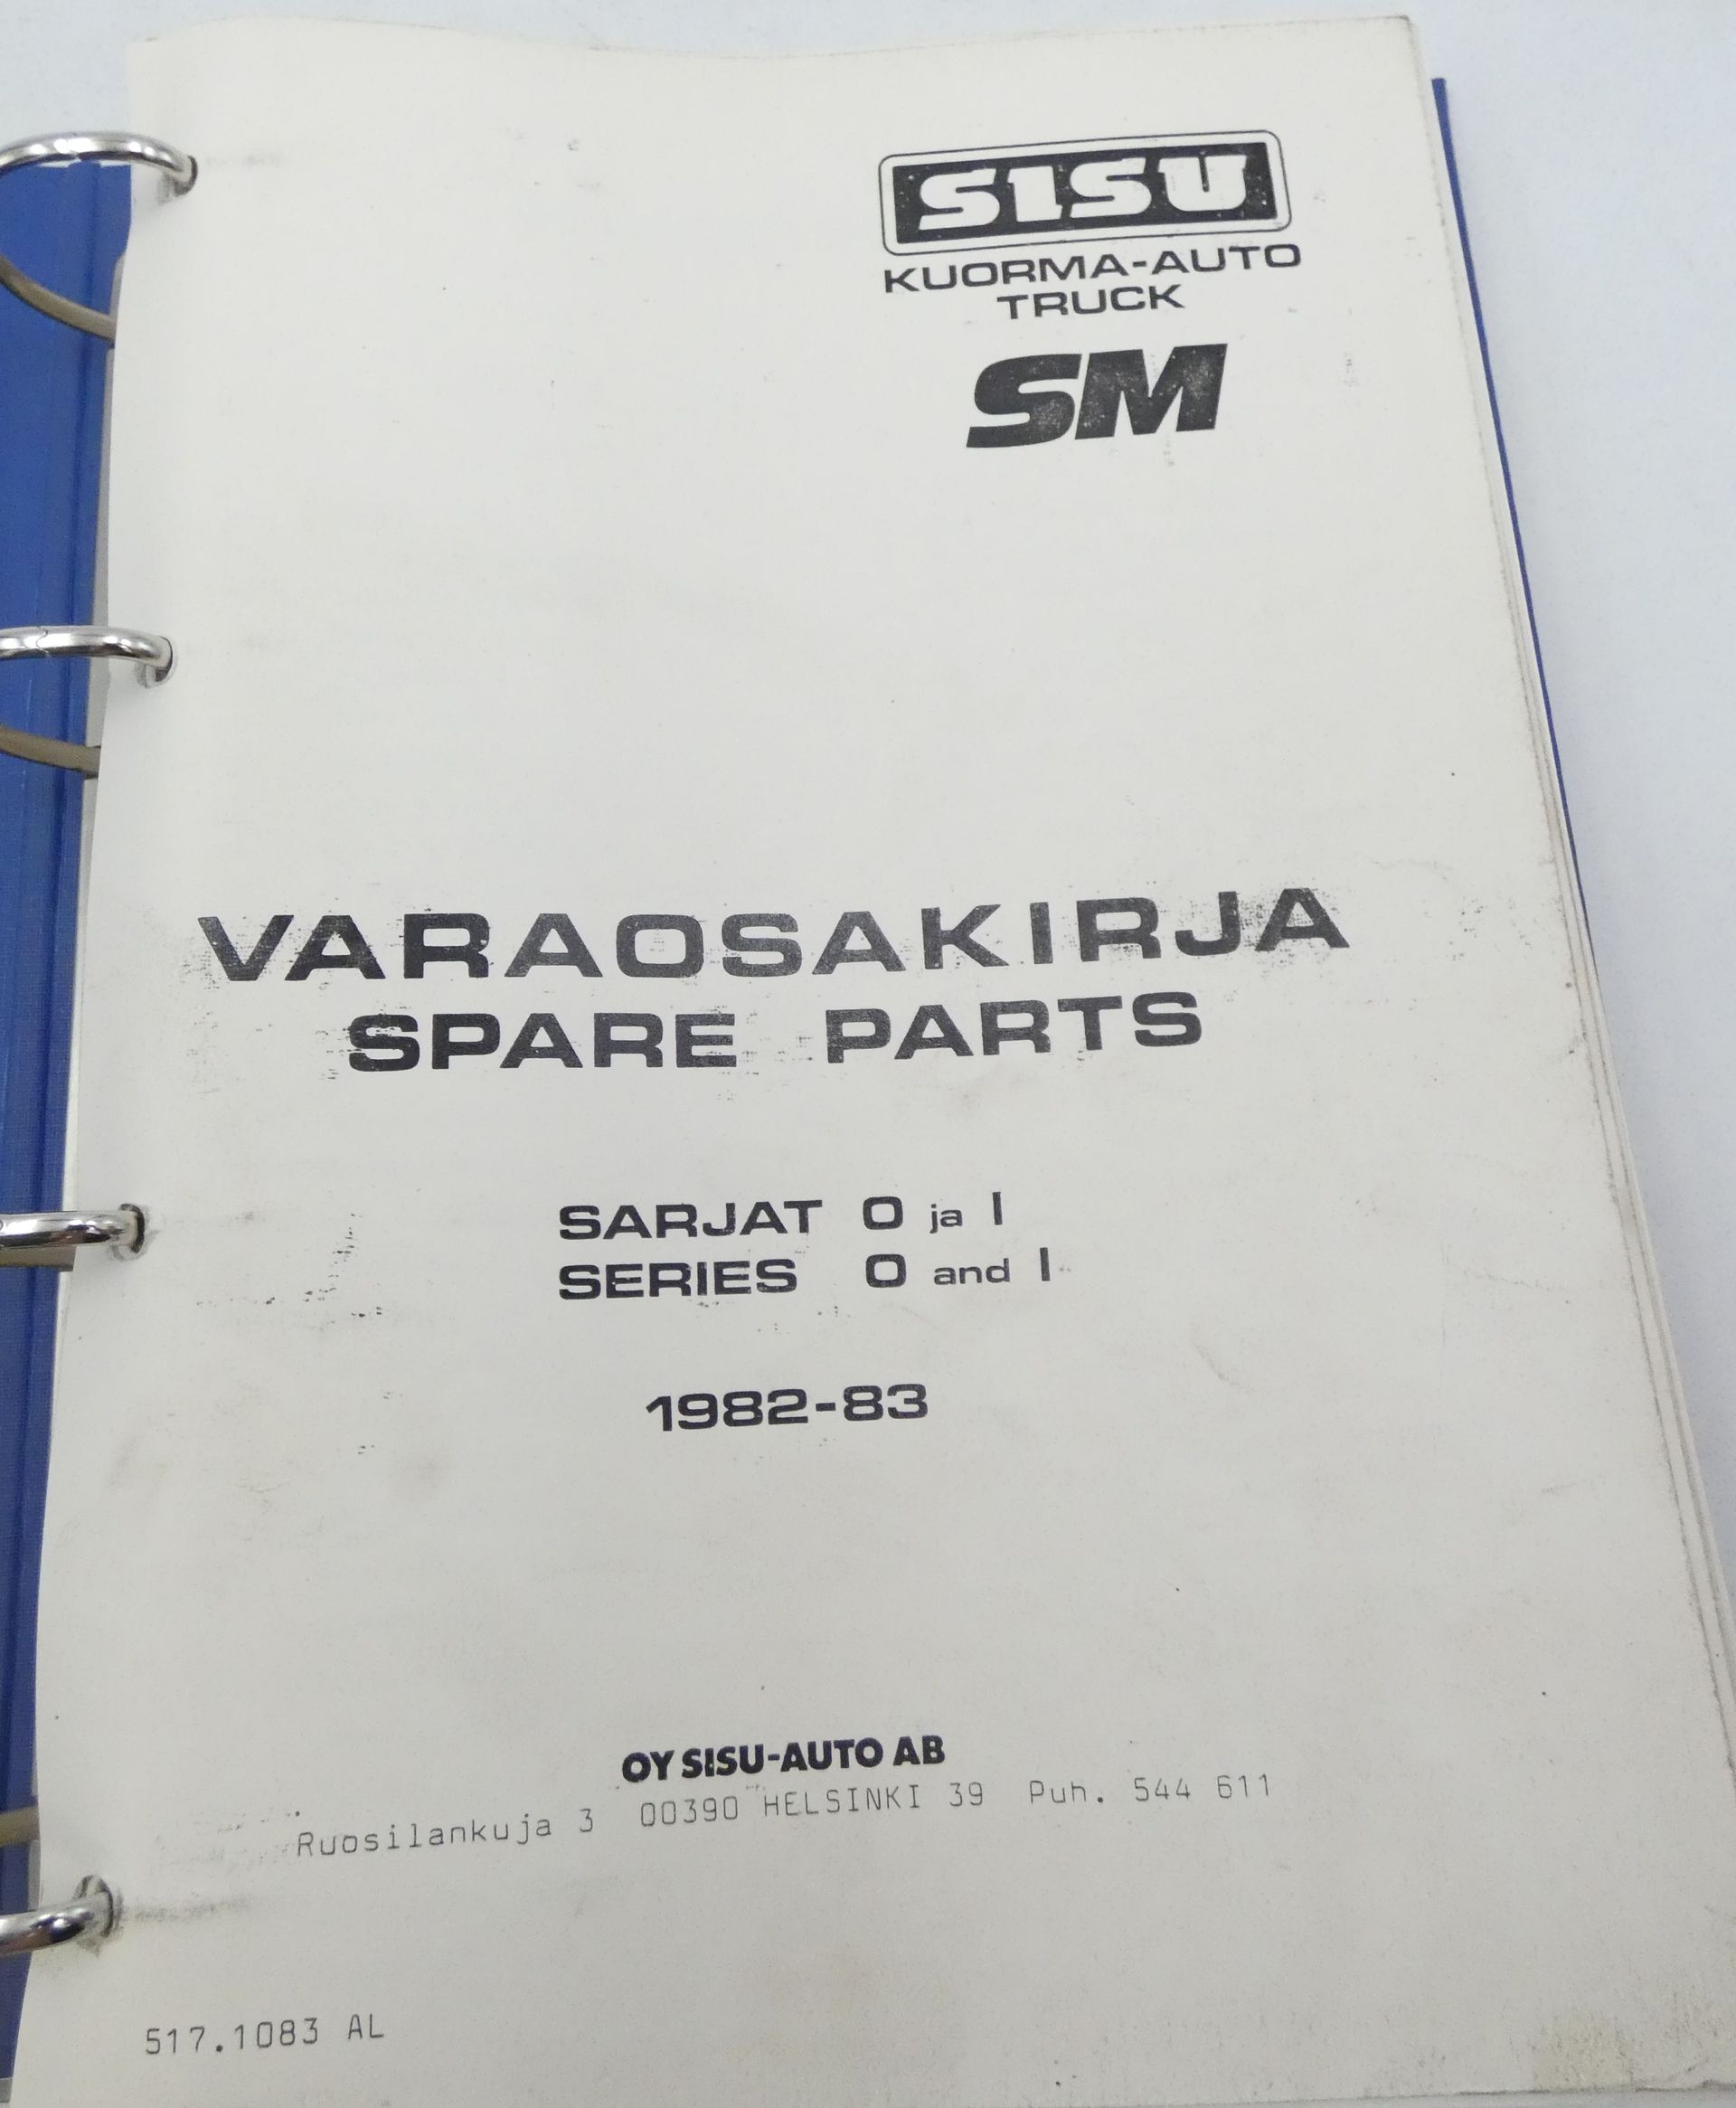 SISU
KUORMA-AUTO
TRUCK
SM
VARAOSAKIRJA
SPARE PARTS
SARJAT 0 ja I
SERIES 0 and I
1982-83
OY SISU-AUTO AB
Ruosilankuja 3 00390 HELSINKI 39 Puh. 544 611
517.1083 AL